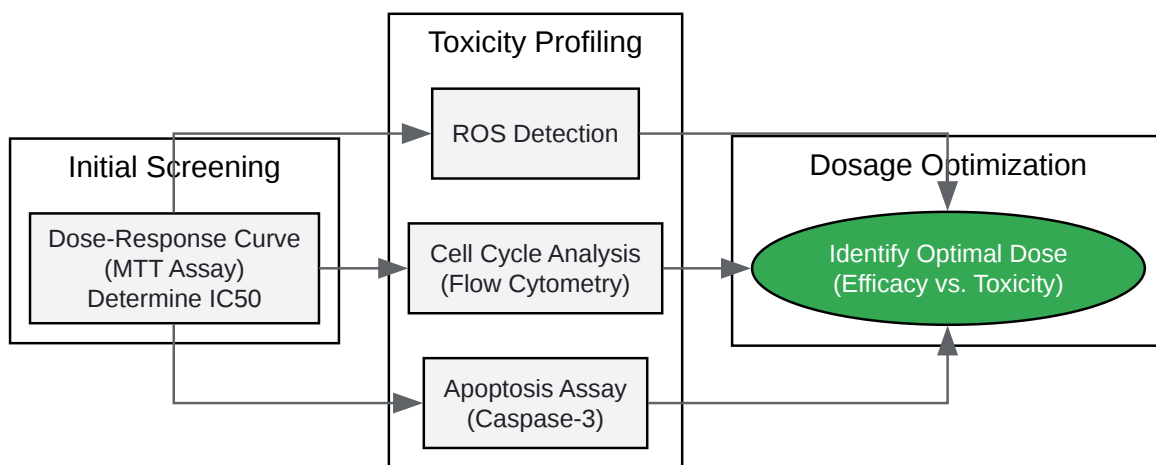 Initial Screening
Dose-Response Curve
(MTT Assay)
Determine IC50
Toxicity Profiling
ROS Detection
Cell Cycle Analysis
(Flow Cytometry)
Apoptosis Assay
(Caspase-3)
Dosage Optimization
Identify Optimal Dose
(Efficacy vs. Toxicity)